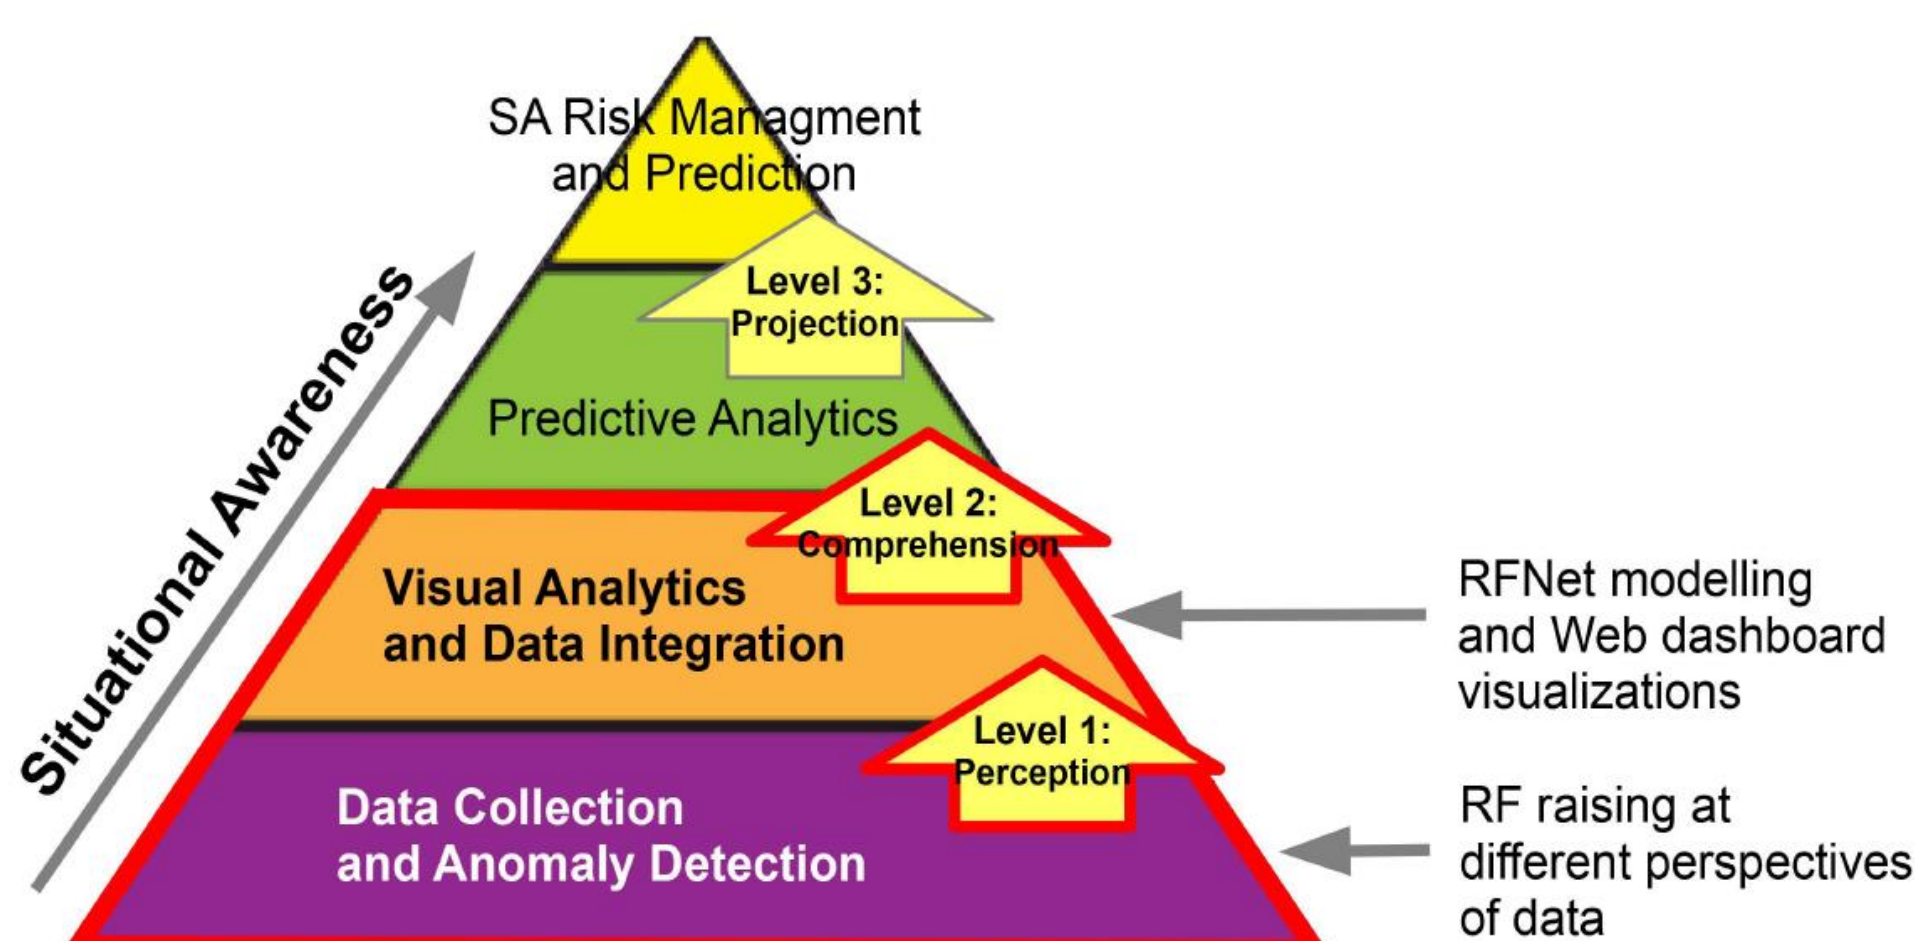 SA Risk Managment
and Prediction
Level 3:
Projection
Situational Awareness
Predictive Analytics
Level 2:
Comprehension
Visual Analytics
and Data Integration
RFNet modelling
and Web dashboard
visualizations
Level 1:
Perception
Data Collection
and Anomaly Detection
RF raising at
different perspectives
of data